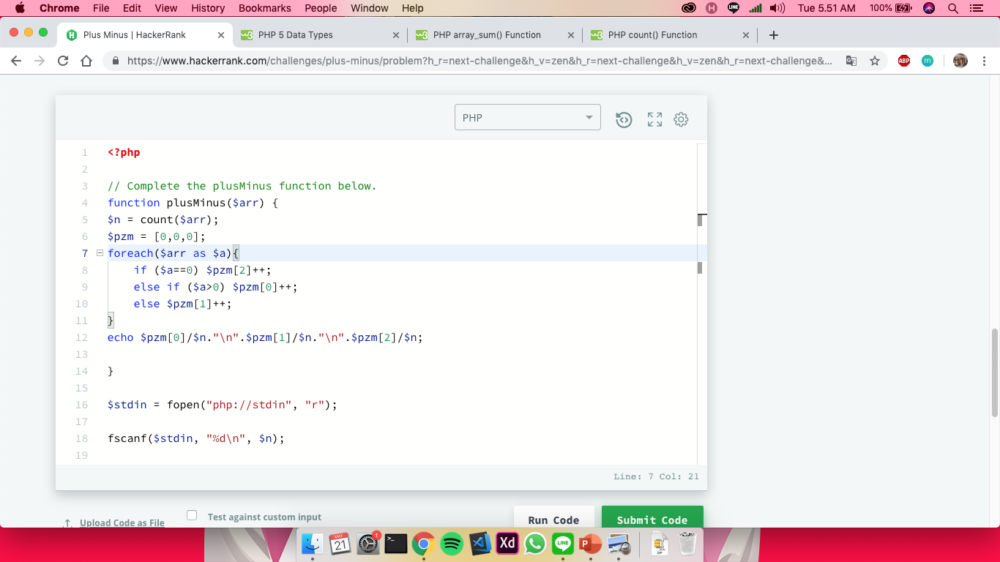 Chrome File Edit View History Bookmarks People Window Help LINE Tue 5.51 AM 100%
Plus Minus | HackerRank PHP 5 Data Types PHP array_sum() Function PHP count() Function
https://www.hackerrank.com/challenges/plus-minus/problem?h_r=next-challenge&h_v=zen&h_r=next-challenge&h_v=zen&h_r=next-challenge&... ABP m
PHP
1 <?php
2
3 // Complete the plusMinus function below.
4 function plusMinus($arr) {
5 $n = count($arr);
6 $pzm = [0,0,0];
7 foreach($arr as $a){
8 if ($a==0) $pzm[2]++;
9 else if ($a>0) $pzm[0]++;
10 else $pzm[1]++;
11 }
12 echo $pzm[0]/$n."\n".$pzm[1]/$n."\n".$pzm[2]/$n;
13
14 }
15
16 $stdin = fopen("php://stdin", "r");
17
18 fscanf($stdin, "%d\n", $n);
19
Line: 7 Col: 21
Upload Code as File Test against custom input Run Code Submit Code
MAY 21 1 Xd LINE P ZIP